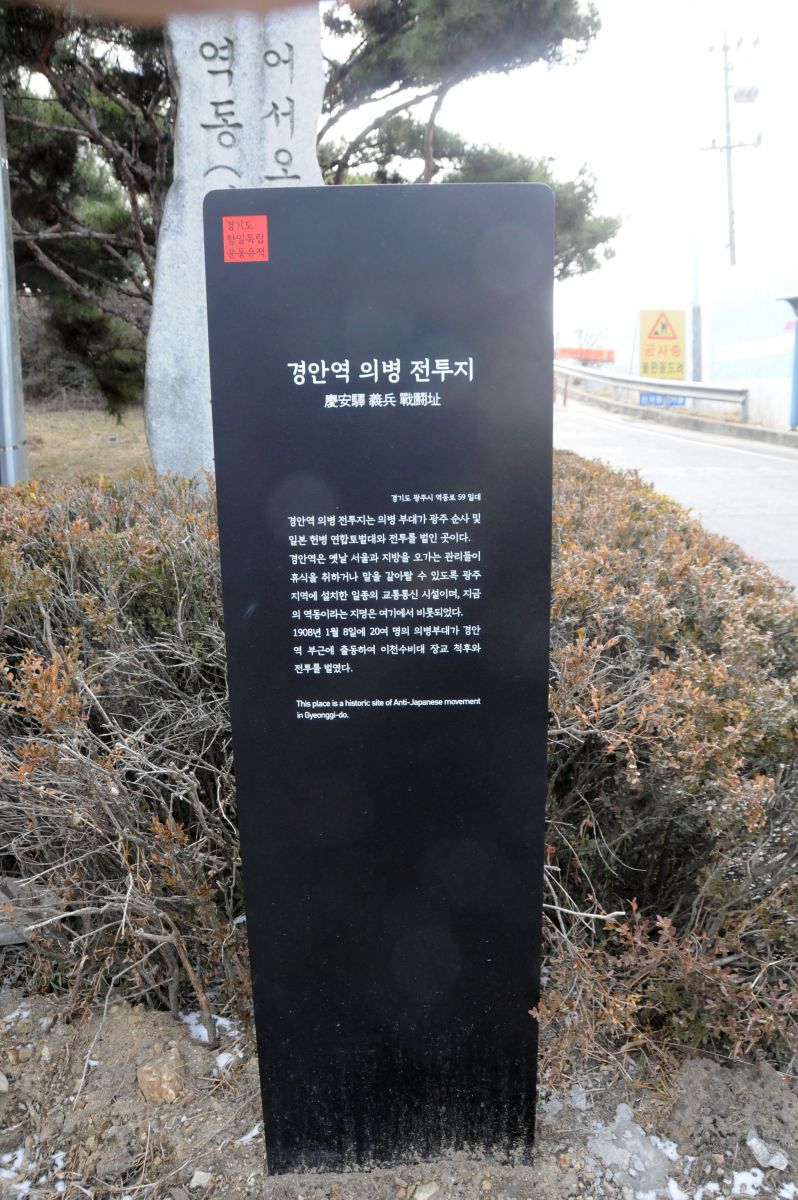 역동(
어서오
경기도
항일독립
운동유적
경안역 의병 전투지
慶安驛 義兵 戰鬪址
경기도 광주시 역동로 59 일대
경안역 의병 전투지는 의병 부대가 광주 순사 및
일본 헌병 연합토벌대와 전투를 벌인 곳이다.
경안역은 옛날 서울과 지방을 오가는 관리들이
휴식을 취하거나 말을 갈아탈 수 있도록 광주
지역에 설치한 일종의 교통통신 시설이며, 지금
의 역동이라는 지명은 여기에서 비롯되었다.
1908년 1월 8일에 20여 명의 의병부대가 경안
역 부근에 출동하여 이천수비대 장교 척후와
전투를 벌였다.
This place is a historic site of Anti-Japanese movement
in Gyeonggi-do.
공사중
불편을드려